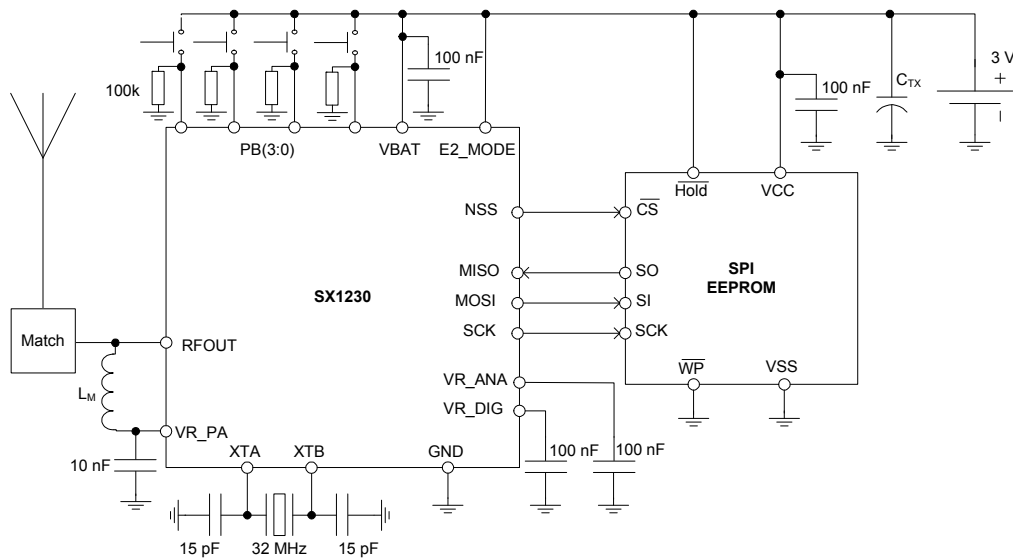 3 V
+
100 nF
100 nF
C_TX
100k
PB(3:0)
VBAT
E2_MODE
Hold
VCC
NSS
CS
MISO
SO
SPI
EEPROM
SX1230
MOSI
SI
SCK
SCK
Match
RFOUT
WP
VSS
VR_ANA
L_M
VR_DIG
VR_PA
XTA
XTB
GND
100 nF
100 nF
10 nF
15 pF
32 MHz
15 pF